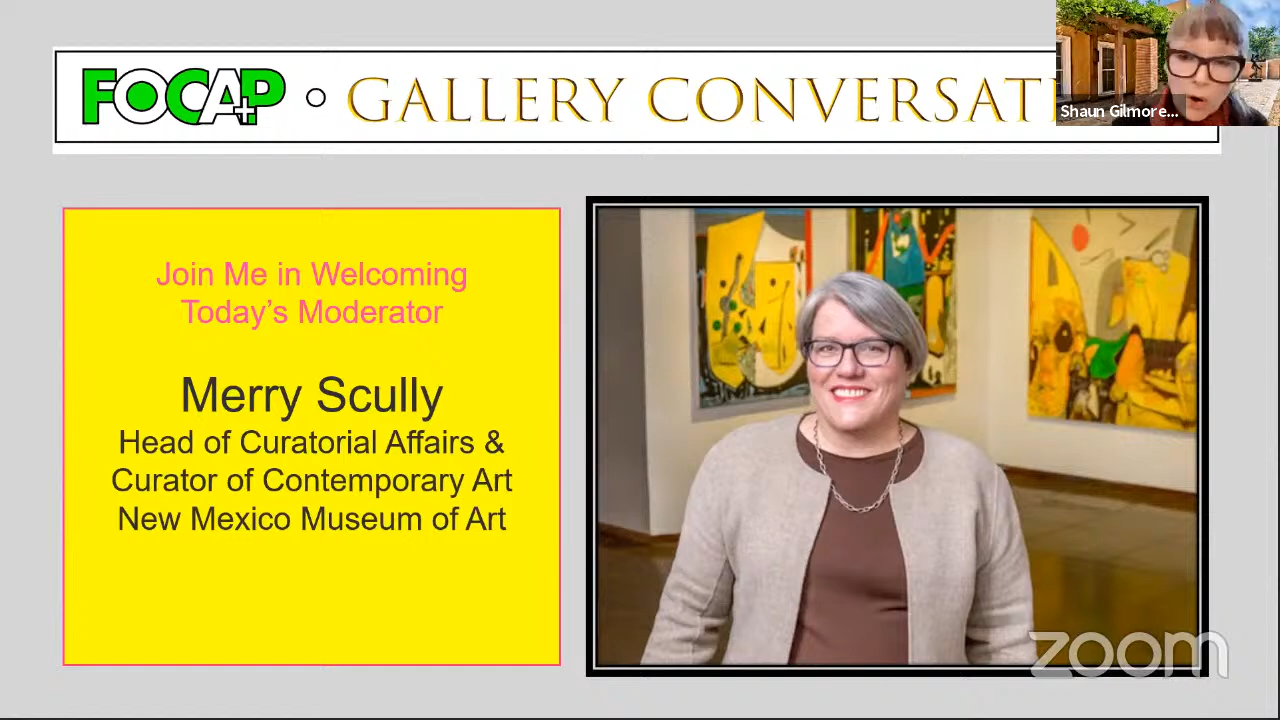 FOCA+P • GALLERY CONVERSAT
Shaun Gilmore...
Join Me in Welcoming
Today's Moderator
Merry Scully
Head of Curatorial Affairs &
Curator of Contemporary Art
New Mexico Museum of Art
zoom